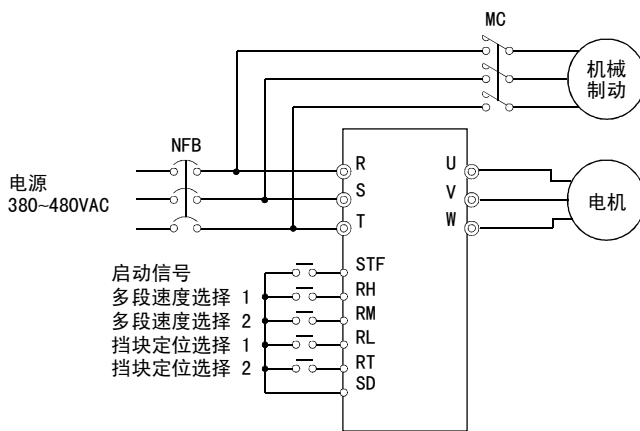 MC
机械
制动
NFB
R
U
S
V
T
W
电源
380~480VAC
电机
启动信号
STF
多段速度选择 1
RH
多段速度选择 2
RM
挡块定位选择 1
RL
挡块定位选择 2
RT
SD